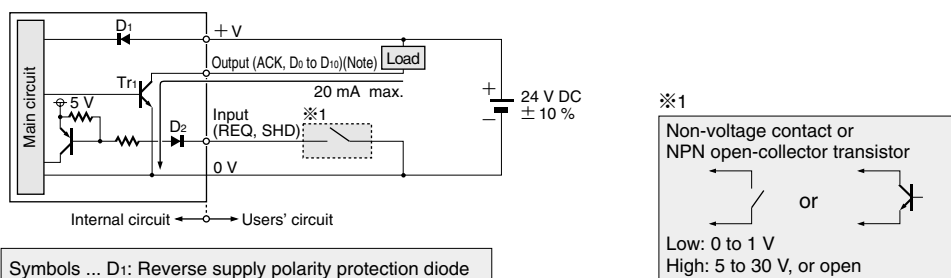 D1
+ V
Output (ACK, D0 to D10)(Note)
Load
Main circuit
Tr1
20 mA max.
5 V
+
−
24 V DC
± 10 %
Input
(REQ, SHD)
※1
D2
0 V
Internal circuit
Users' circuit
Symbols ... D1: Reverse supply polarity protection diode
※1
Non-voltage contact or
NPN open-collector transistor
or
Low: 0 to 1 V
High: 5 to 30 V, or open